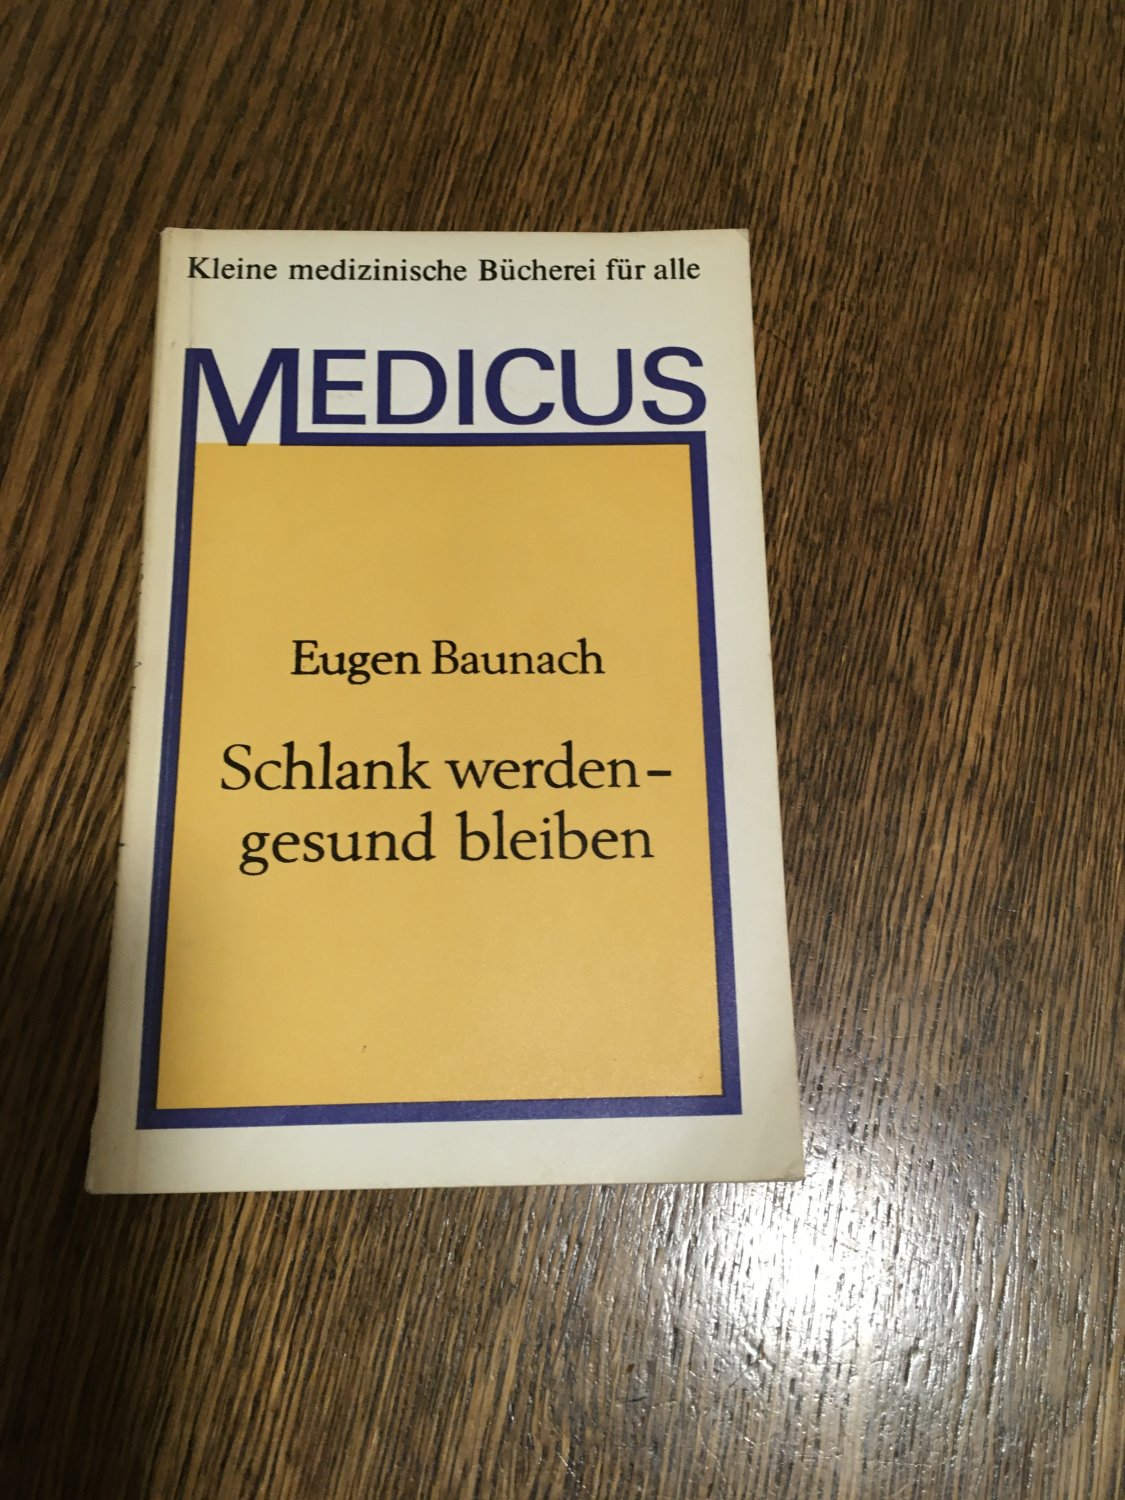 Kleine medizinische Bücherei für alle
MEDICUS
Eugen Baunach
Schlank werden–
gesund bleiben